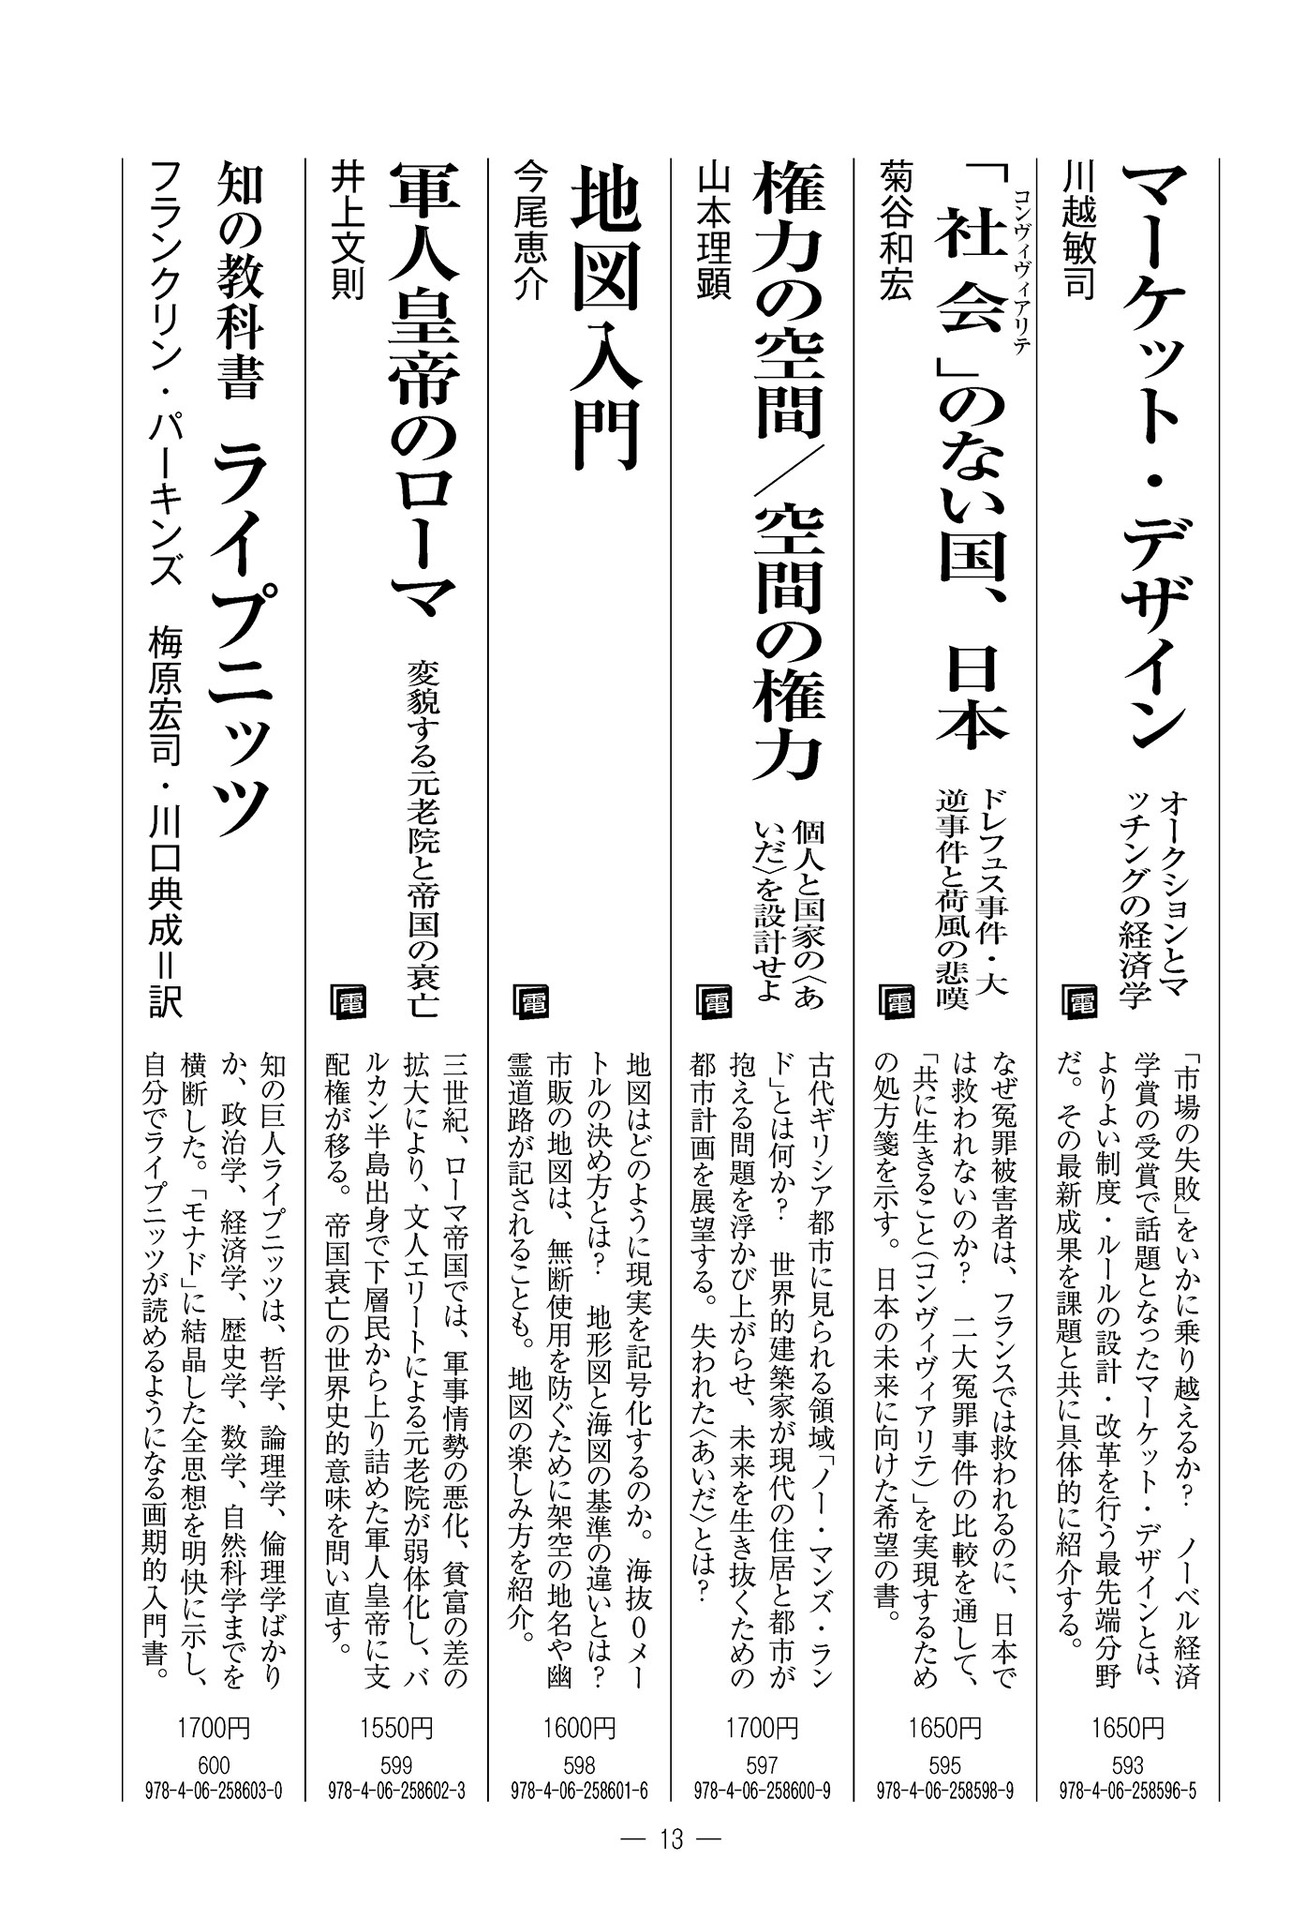 マーケット・デザイン
オークションとマ
ッチングの経済学
川越敏司
電
「市場の失敗」をいかに乗り越えるか？　ノーベル経済
学賞の受賞で話題となったマーケット・デザインとは、
よりよい制度・ルールの設計・改革を行う最先端分野
だ。その最新成果を課題と共に具体的に紹介する。
1650円
593
978-4-06-258596-5
コンヴィヴィアリテ
「社会」のない国、日本
ドレフュス事件・大
逆事件と荷風の悲嘆
菊谷和宏
電
なぜ冤罪被害者は、フランスでは救われるのに、日本で
は救われないのか？　二大冤罪事件の比較を通して、
「共に生きること（コンヴィヴィアリテ）」を実現するため
の処方箋を示す。日本の未来に向けた希望の書。
1650円
595
978-4-06-258598-9
権力の空間／空間の権力
個人と国家の〈あ
いだ〉を設計せよ
山本理顕
電
古代ギリシア都市に見られる領域「ノー・マンズ・ラン
ド」とは何か？　世界的建築家が現代の住居と都市が
抱える問題を浮かび上がらせ、未来を生き抜くための
都市計画を展望する。失われた〈あいだ〉とは？
1700円
597
978-4-06-258600-9
地図入門
今尾恵介
電
地図はどのように現実を記号化するのか。海抜０メー
トルの決め方とは？　地形図と海図の基準の違いとは？
市販の地図は、無断使用を防ぐために架空の地名や幽
霊道路が記されることも。地図の楽しみ方を紹介。
1600円
598
978-4-06-258601-6
軍人皇帝のローマ
変貌する元老院と帝国の衰亡
井上文則
電
三世紀、ローマ帝国では、軍事情勢の悪化、貧富の差の
拡大により、文人エリートによる元老院が弱体化し、バ
ルカン半島出身で下層民から上り詰めた軍人皇帝に支
配権が移る。帝国衰亡の世界史的意味を問い直す。
1550円
599
978-4-06-258602-3
知の教科書　ライプニッツ
フランクリン・パーキンズ　梅原宏司・川口典成＝訳
知の巨人ライプニッツは、哲学、論理学、倫理学ばかり
か、政治学、経済学、歴史学、数学、自然科学までを
横断した。「モナド」に結晶した全思想を明快に示し、
自分でライプニッツが読めるようになる画期的入門書。
1700円
600
978-4-06-258603-0
— 13 —